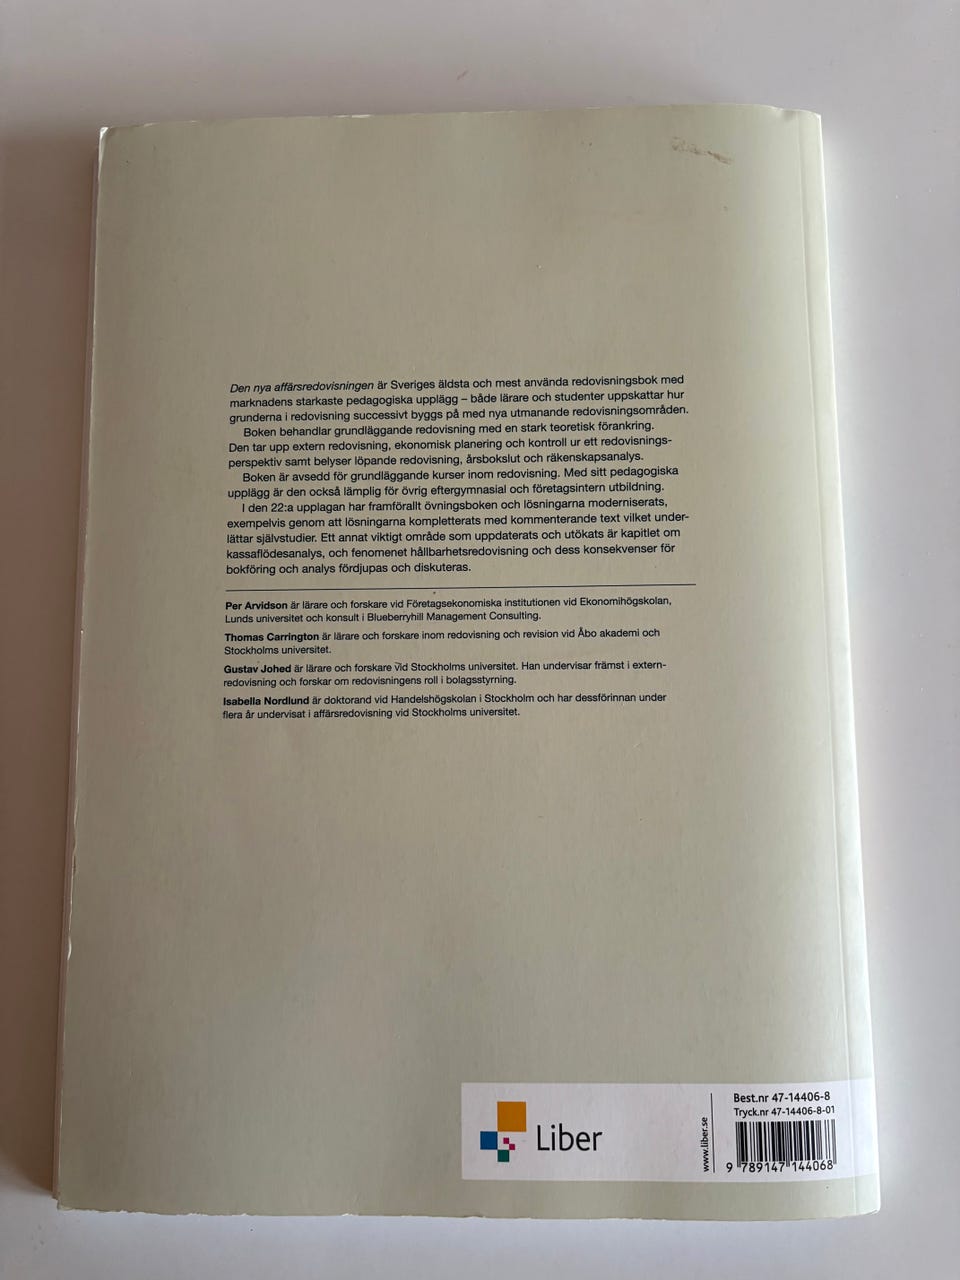 Den nya affärsredovisningen är Sveriges äldsta och mest använda redovisningsbok med
marknadens starkaste pedagogiska upplägg – både lärare och studenter uppskattar hur
grunderna i redovisning successivt byggs på med nya utmanande redovisningsområden.
Boken behandlar grundläggande redovisning med en stark teoretisk förankring.
Den tar upp extern redovisning, ekonomisk planering och kontroll ur ett redovisnings-
perspektiv samt belyser löpande redovisning, årsbokslut och räkenskapsanalys.
Boken är avsedd för grundläggande kurser inom redovisning. Med sitt pedagogiska
upplägg är den också lämplig för övrig eftergymnasial och företagsintern utbildning.
I den 22:a upplagan har framförallt övningsboken och lösningarna moderniserats,
exempelvis genom att lösningarna kompletterats med kommenterande text vilket under-
lättar självstudier. Ett annat viktigt område som uppdaterats och utökats är kapitlet om
kassaflödesanalys, och fenomenet hållbarhetsredovisning och dess konsekvenser för
bokföring och analys fördjupas och diskuteras.
Per Arvidson är lärare och forskare vid Företagsekonomiska institutionen vid Ekonomihögskolan,
Lunds universitet och konsult i Blueberryhill Management Consulting.
Thomas Carrington är lärare och forskare inom redovisning och revision vid Åbo akademi och
Stockholms universitet.
Gustav Johed är lärare och forskare vid Stockholms universitet. Han undervisar främst i extern-
redovisning och forskar om redovisningens roll i bolagsstyrning.
Isabella Nordlund är doktorand vid Handelshögskolan i Stockholm och har dessförinnan under
flera år undervisat i affärsredovisning vid Stockholms universitet.
Liber
www.liber.se
Best.nr 47-14406-8
Tryck.nr 47-14406-8-01
9 789147 144068